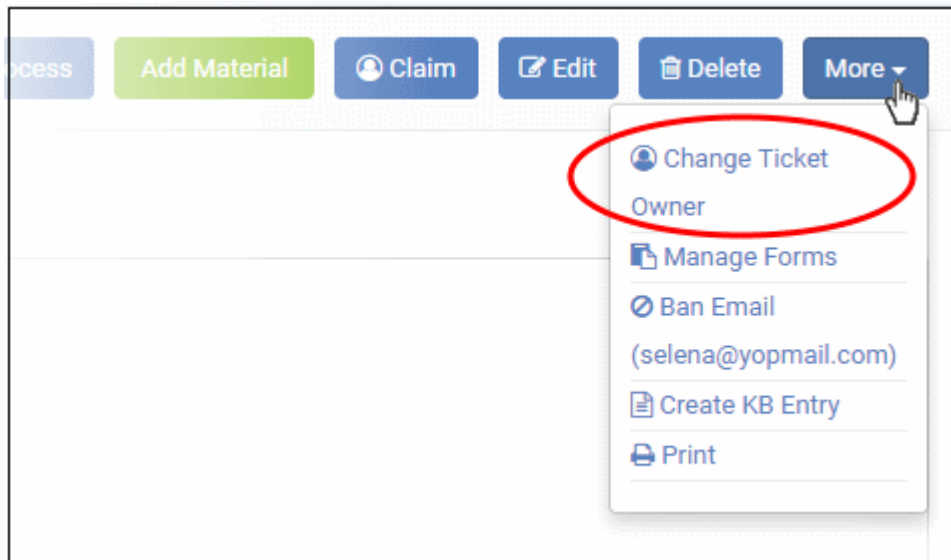 Add Material Claim Edit Delete More
Change Ticket
Owner
Manage Forms
Ban Email
(selena@yopmail.com)
Create KB Entry
Print